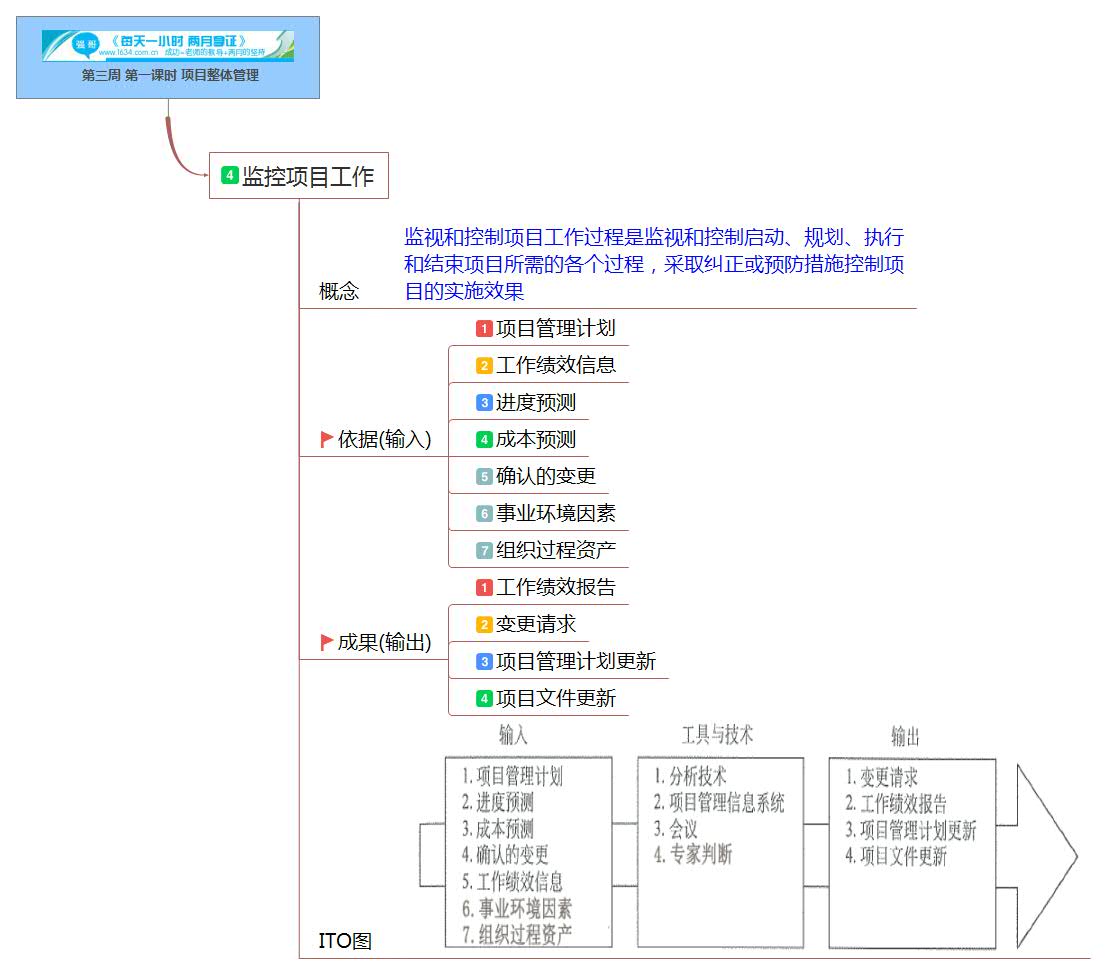 强哥
《每天一小时 两月拿证》
www.1634.com.cn 成功=老师的教导+两月的坚持
第三周 第一课时 项目整体管理
4 监控项目工作
监视和控制项目工作过程是监视和控制启动、规划、执行
和结束项目所需的各个过程，采取纠正或预防措施控制项
目的实施效果
概念
1 项目管理计划
2 工作绩效信息
3 进度预测
4 成本预测
依据(输入)
5 确认的变更
6 事业环境因素
7 组织过程资产
1 工作绩效报告
2 变更请求
成果(输出)
3 项目管理计划更新
4 项目文件更新
输入
1. 项目管理计划
2. 进度预测
3. 成本预测
4. 确认的变更
5. 工作绩效信息
6. 事业环境因素
7. 组织过程资产
工具与技术
1. 分析技术
2. 项目管理信息系统
3. 会议
4. 专家判断
输出
1. 变更请求
2. 工作绩效报告
3. 项目管理计划更新
4. 项目文件更新
ITO图